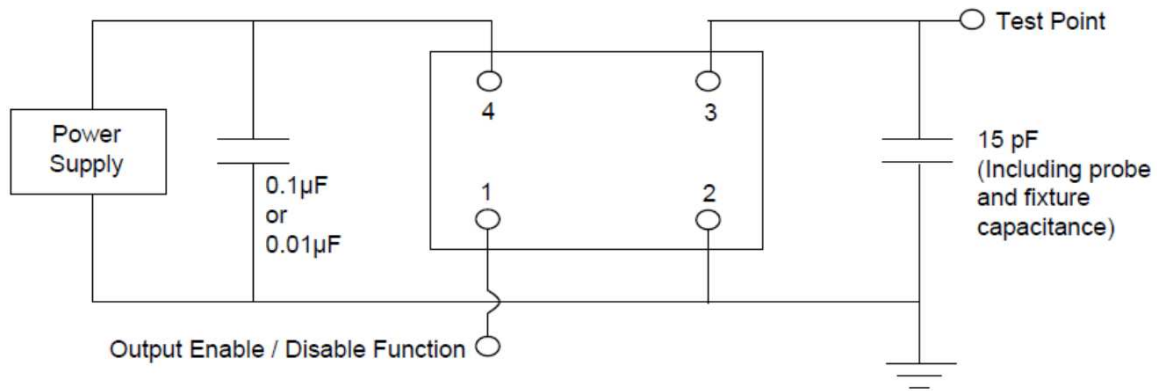 Test Point
4
3
Power
Supply
15 pF
(Including probe
and fixture
capacitance)
0.1µF
or
0.01µF
1
2
Output Enable / Disable Function